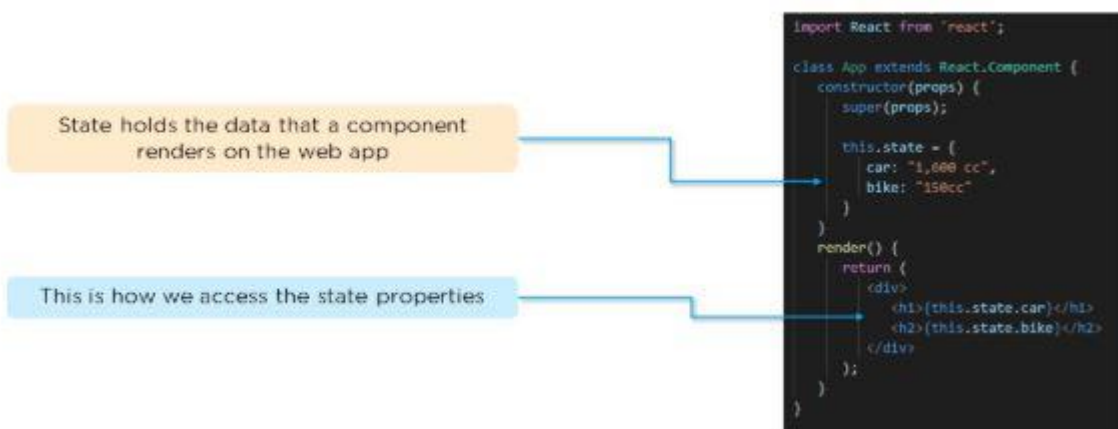 State holds the data that a component
renders on the web app
This is how we access the state properties
import React from 'react';
class App extends React.Component {
constructor(props) {
super(props);
this.state = {
car: "1,600 cc",
bike: "150cc"
}
}
render() {
return (
<div>
<h1>{this.state.car}</h1>
<h2>{this.state.bike}</h2>
</div>
);
}
}